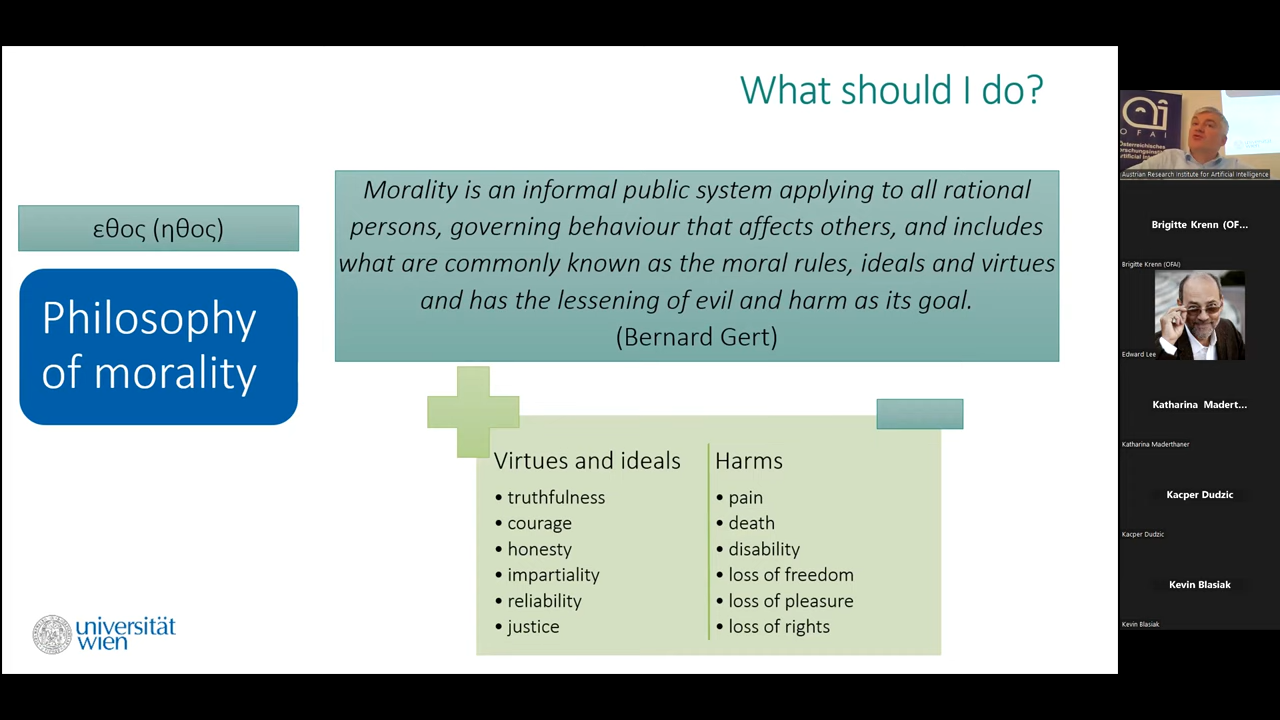 What should I do?
εθος (ηθος)
Philosophy
of morality
Morality is an informal public system applying to all rational
persons, governing behaviour that affects others, and includes
what are commonly known as the moral rules, ideals and virtues
and has the lessening of evil and harm as its goal.
(Bernard Gert)
Virtues and ideals
• truthfulness
• courage
• honesty
• impartiality
• reliability
• justice
Harms
• pain
• death
• disability
• loss of freedom
• loss of pleasure
• loss of rights
universität
wien
OFAI
Austrian Research Institute for Artificial Intelligence
Brigitte Krenn (OF...
Brigitte Krenn (OFAI)
Edward Lee
Katharina Madert...
Katharina Maderthaner
Kacper Dudzic
Kacper Dudzic
Kevin Blasiak
Kevin Blasiak